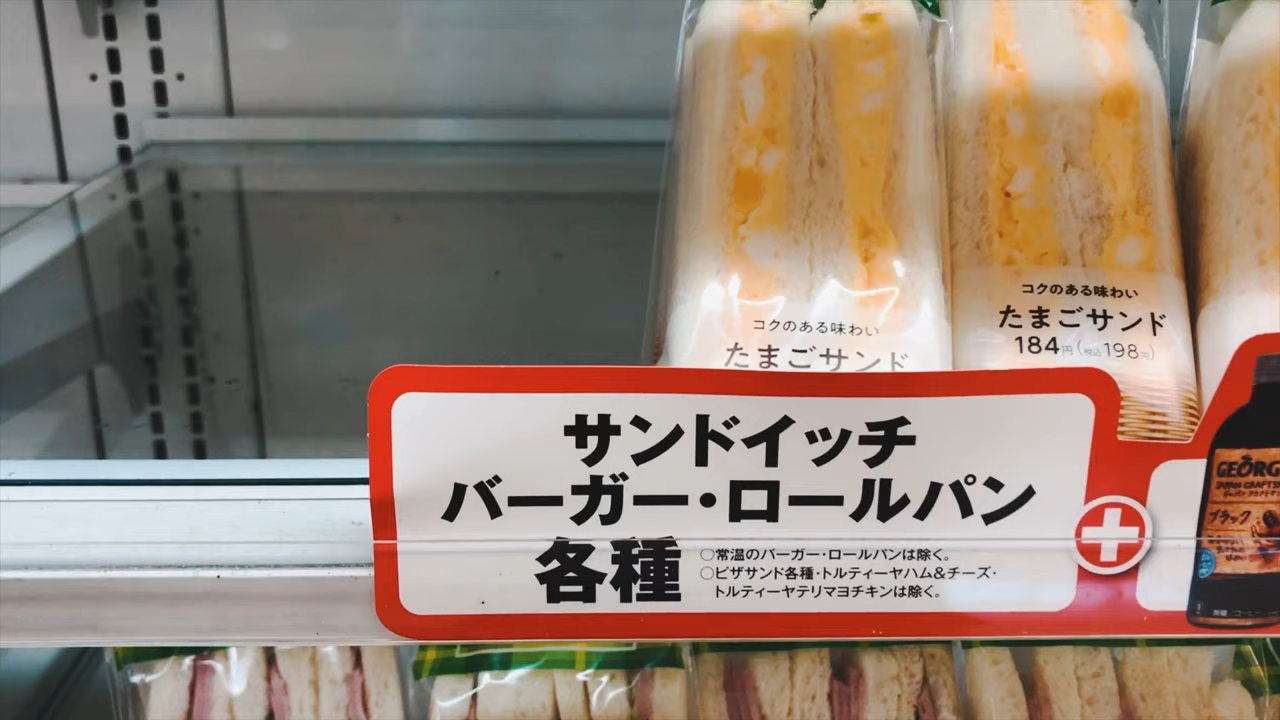 コクのある味わい
たまごサンド
コクのある味わい
たまごサンド
184円(税込198円)
サンドイッチ
バーガー・ロールパン
各種
○常温のバーガー・ロールパンは除く。
○ピザサンド各種・トルティーヤハム&チーズ・
トルティーヤテリマヨチキンは除く。
GEORG
JAPAN CRAFTS
ブラック